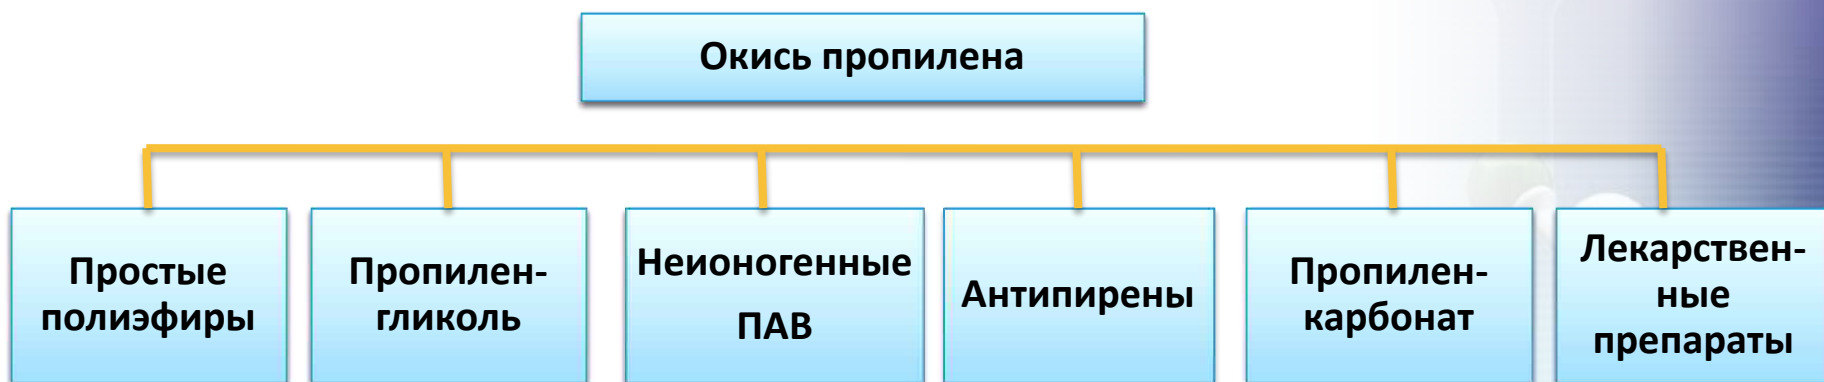 Окись пропилена
Простые
полиэфиры
Пропилен-
гликоль
Неионогенные
ПАВ
Антипирены
Пропилен-
карбонат
Лекарствен-
ные
препараты